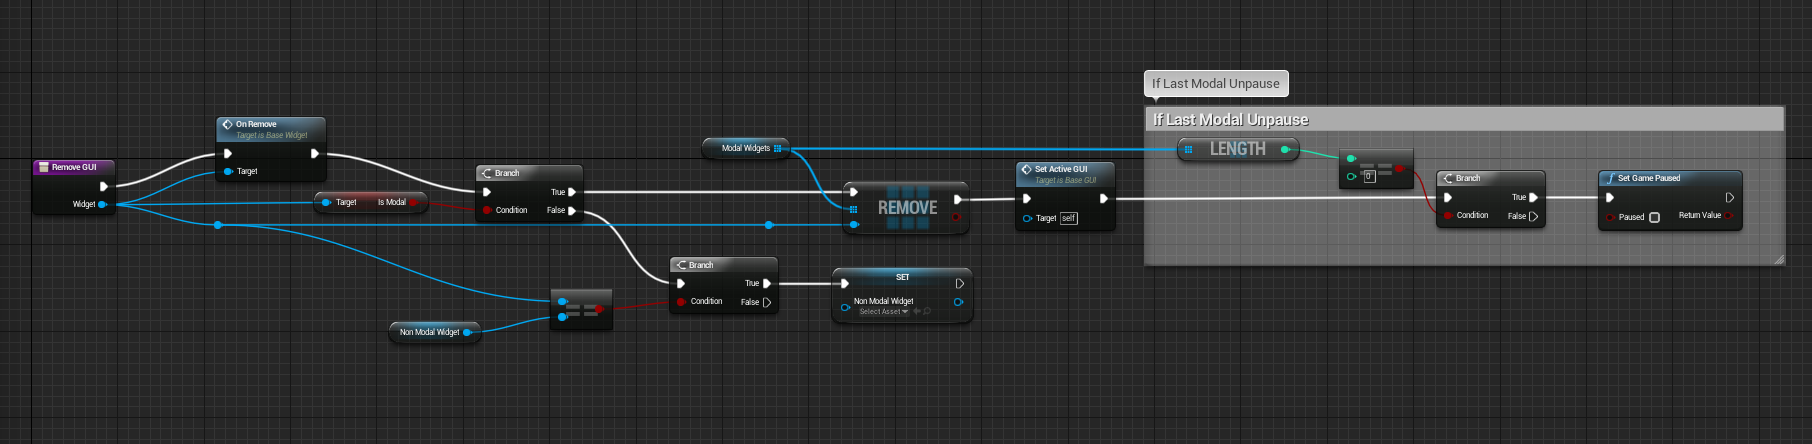 If Last Modal Unpause
If Last Modal Unpause
Remove GUI
Widget
On Remove
Target is Base Widget
Target
Target Is Modal
Branch
True
Condition False
Modal Widgets
REMOVE
Set Active GUI
Target is Base GUI
Target self
LENGTH
0
Branch
True
Condition False
Set Game Paused
Paused Return Value
Non Modal Widget
Branch
True
Condition False
SET
Non Modal Widget
Select Asset